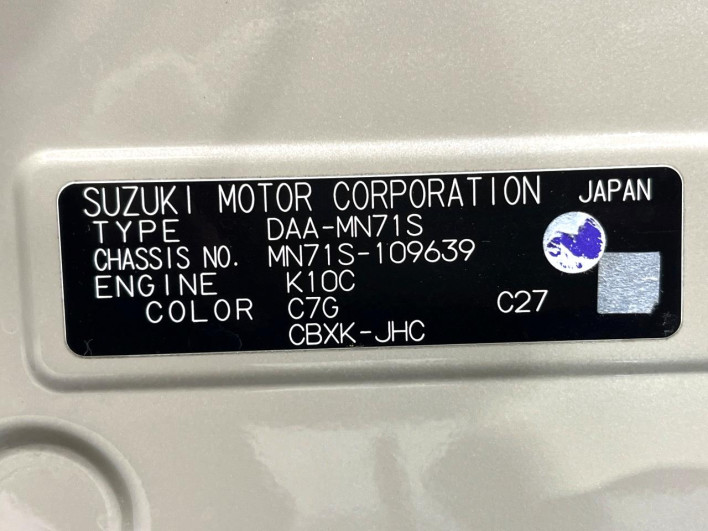 SUZUKI MOTOR CORPORATION JAPAN
TYPE DAA-MN71S
CHASSIS NO. MN71S-109639
ENGINE K10C
COLOR C7G C27
CBXK-JHC